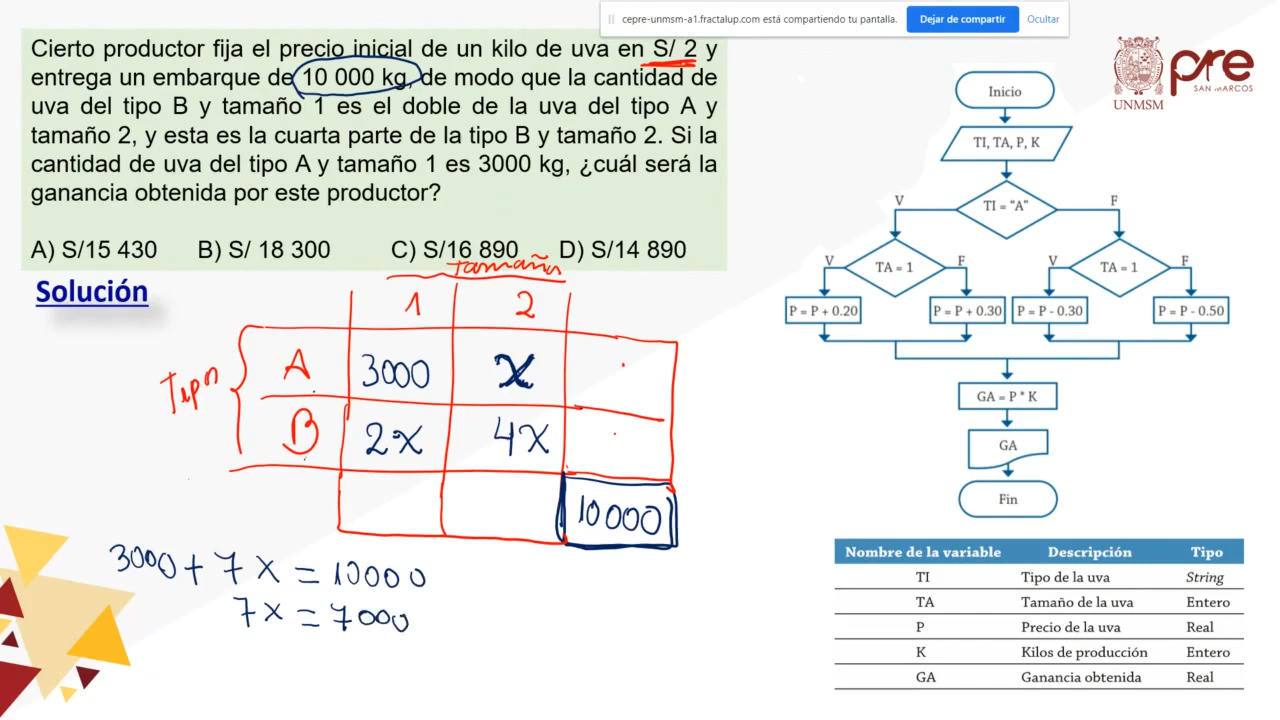 cepre-unmsm-a1.fractalup.com está compartiendo tu pantalla.
Dejar de compartir
Ocultar
Cierto productor fija el precio inicial de un kilo de uva en S/ 2 y
entrega un embarque de 10 000 kg, de modo que la cantidad de
uva del tipo B y tamaño 1 es el doble de la uva del tipo A y
tamaño 2, y esta es la cuarta parte de la tipo B y tamaño 2. Si la
cantidad de uva del tipo A y tamaño 1 es 3000 kg, ¿cuál será la
ganancia obtenida por este productor?
A) S/15 430 B) S/ 18 300 C) S/16 890 D) S/14 890
Solución
tamaño
1 2
Tipo
A 3000 x
B 2x 4x
10000
3000 + 7x = 10000
7x = 7000
UNMSM
pre
SAN MARCOS
Inicio
TI, TA, P, K
V TI = “A” F
V TA = 1 F V TA = 1 F
P = P + 0.20 P = P + 0.30 P = P - 0.30 P = P - 0.50
GA = P * K
GA
Fin
Nombre de la variable Descripción Tipo
TI Tipo de la uva String
TA Tamaño de la uva Entero
P Precio de la uva Real
K Kilos de producción Entero
GA Ganancia obtenida Real